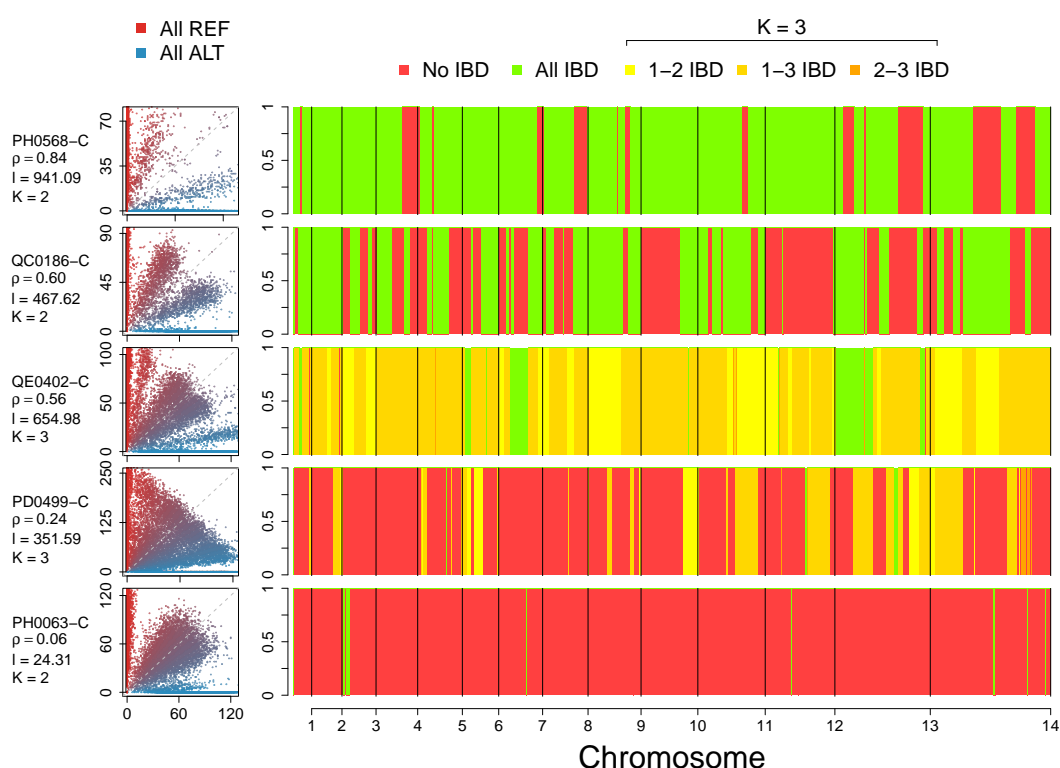 All REF
All ALT
K = 3
No IBD All IBD 1−2 IBD 1−3 IBD 2−3 IBD
PH0568−C
ρ = 0.84
I = 941.09
K = 2
70
35
0
1
0.5
0
QC0186−C
ρ = 0.60
I = 467.62
K = 2
90
45
0
1
0.5
0
QE0402−C
ρ = 0.56
I = 654.98
K = 3
100
50
0
1
0.5
0
PD0499−C
ρ = 0.24
I = 351.59
K = 3
250
125
0
1
0.5
0
PH0063−C
ρ = 0.06
I = 24.31
K = 2
120
60
0
1
0.5
0
0 60 120
1 2 3 4 5 6 7 8 9 10 11 12 13 14
Chromosome